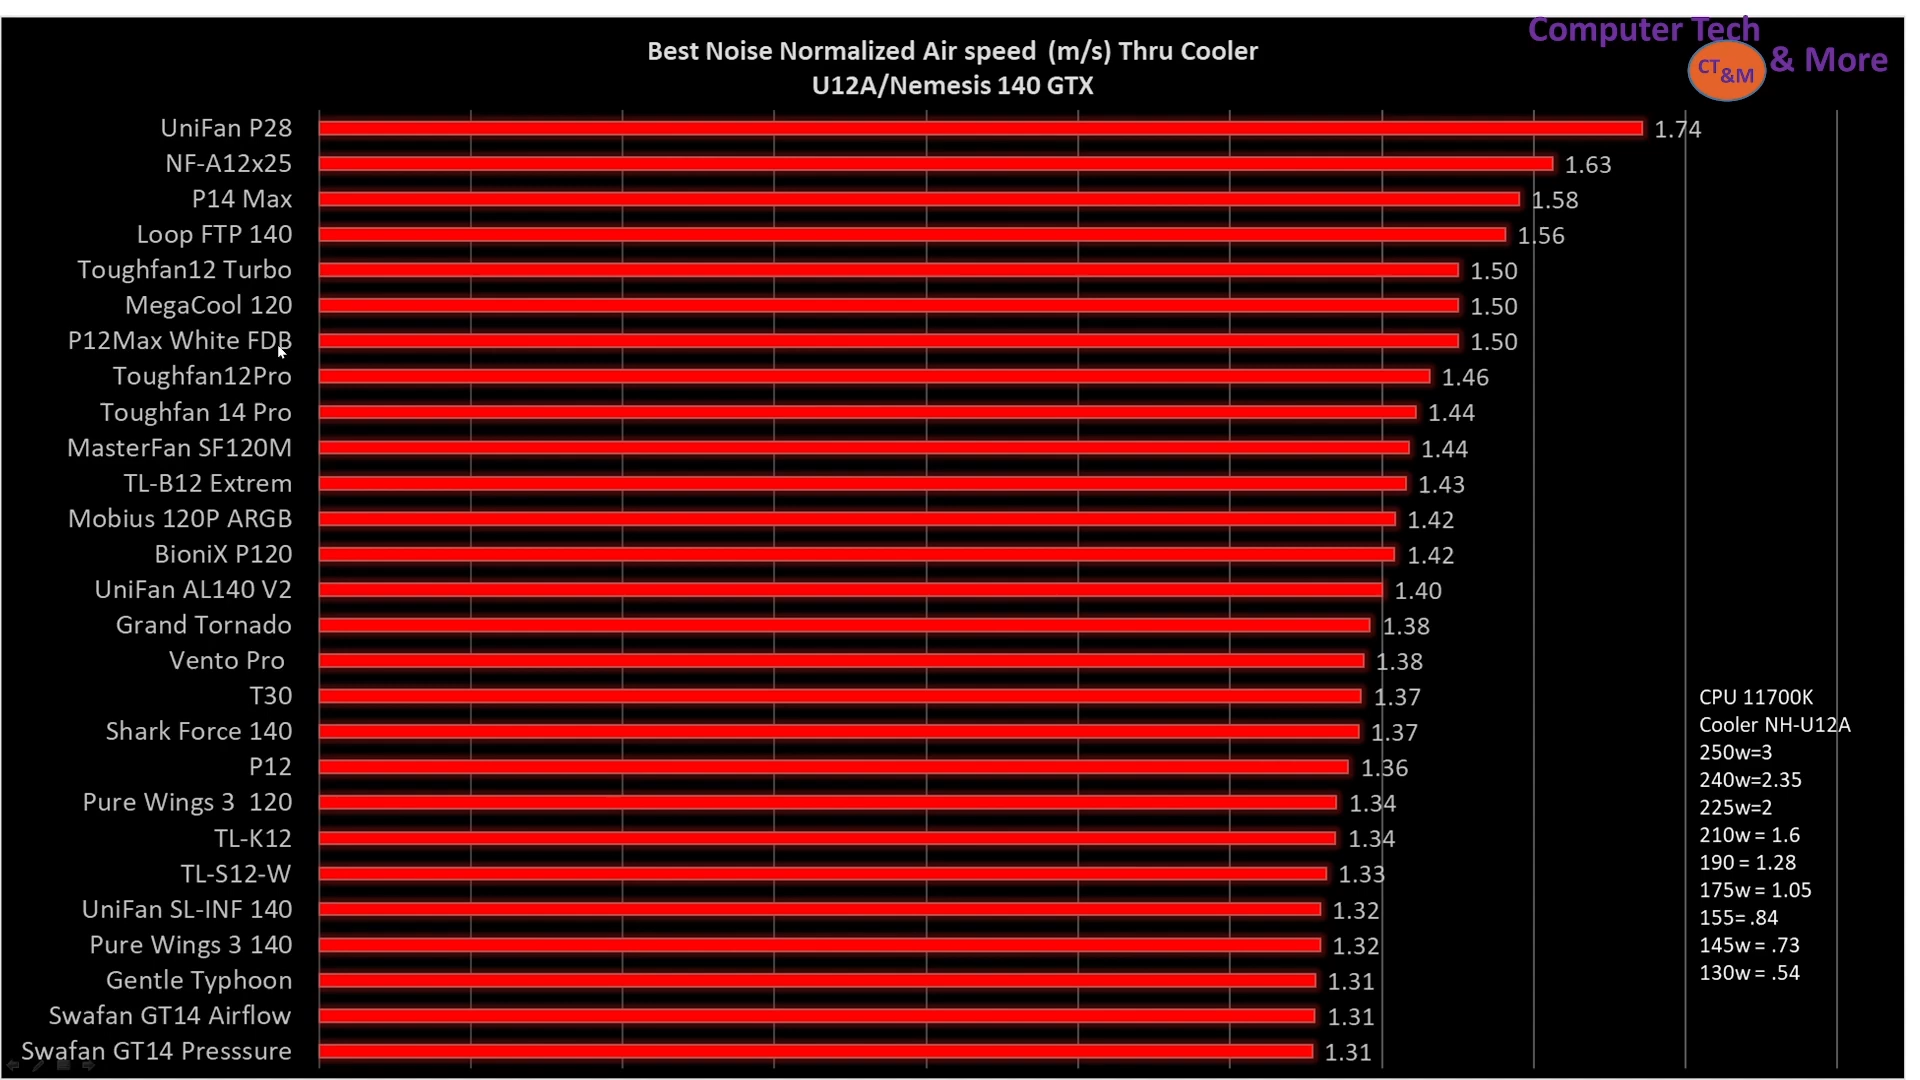 Computer Tech
CT
&M
& More
Best Noise Normalized Air speed (m/s) Thru Cooler
U12A/Nemesis 140 GTX
UniFan P28 1.74
NF-A12x25 1.63
P14 Max 1.58
Loop FTP 140 1.56
Toughfan12 Turbo 1.50
MegaCool 120 1.50
P12Max White FDB 1.50
Toughfan12Pro 1.46
Toughfan 14 Pro 1.44
MasterFan SF120M 1.44
TL-B12 Extrem 1.43
Mobius 120P ARGB 1.42
BioniX P120 1.42
UniFan AL140 V2 1.40
Grand Tornado 1.38
Vento Pro 1.38
T30 1.37
Shark Force 140 1.37
P12 1.36
Pure Wings 3 120 1.34
TL-K12 1.34
TL-S12-W 1.33
UniFan SL-INF 140 1.32
Pure Wings 3 140 1.32
Gentle Typhoon 1.31
Swafan GT14 Airflow 1.31
Swafan GT14 Presssure 1.31
CPU 11700K
Cooler NH-U12A
250w=3
240w=2.35
225w=2
210w = 1.6
190 = 1.28
175w = 1.05
155= .84
145w = .73
130w = .54